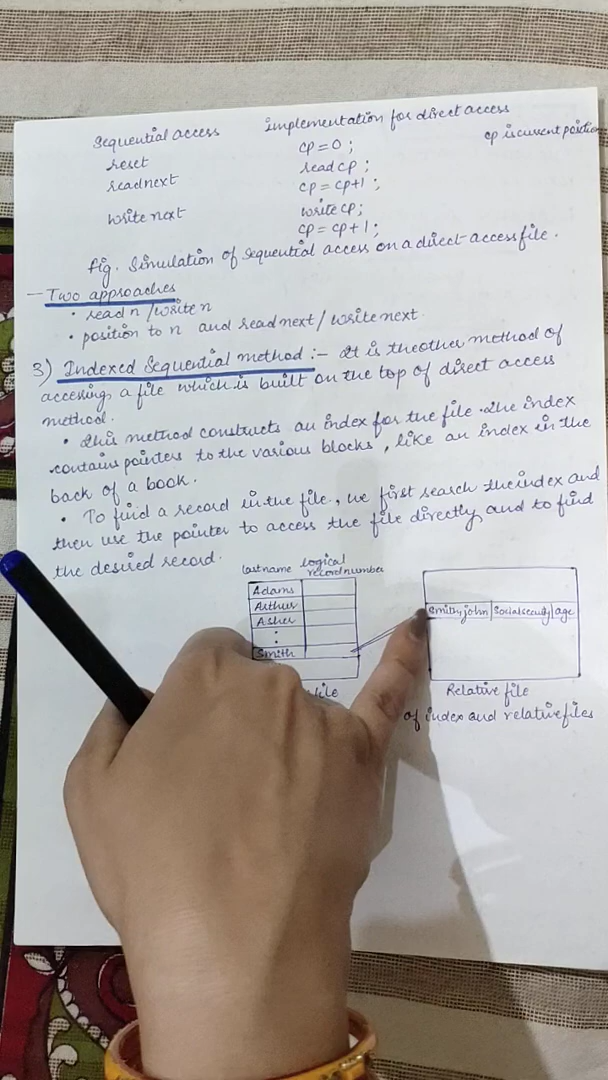 Sequential access implementation for direct access
cp is current position
reset cp = 0 ;
readnext read cp ;
cp = cp+1 ;
write next write cp;
cp = cp + 1 ;
fig. Simulation of sequential access on a direct access file.
- Two approaches
• read n / write n
• position to n and readnext / write next
3) Indexed Sequential method :- It is theother method of
accessing a file which is built on the top of direct access
method.
• This method constructs an index for the file. The index
contains pointers to the various blocks, like an index in the
back of a book.
• To find a record in the file, we first search the index and
then use the pointer to access the file directly and to find
the desired record.
last name logical
record number
Adams
Arthur
Asher
Smith
Smith, john Social security age
file Relative file
of index and relative files